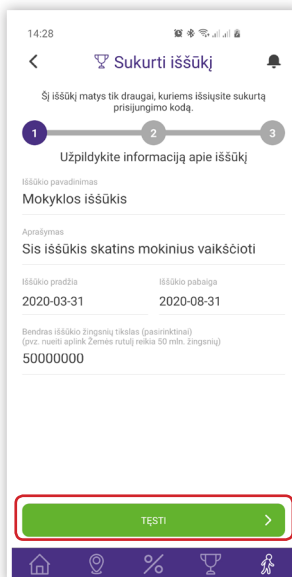 14:28
Sukurti iššūkį
Šį iššūkį matys tik draugai, kuriems išsiųsite sukurtą
prisijungimo kodą.
1 2 3
Užpildykite informaciją apie iššūkį
Iššūkio pavadinimas
Mokyklos iššūkis
Aprašymas
Sis iššūkis skatins mokinius vaikščioti
Iššūkio pradžia Iššūkio pabaiga
2020-03-31 2020-08-31
Bendras iššūkio žingsnių tikslas (pasirinktinai)
(pvz. nueiti aplink Žemės rutulį reikia 50 mln. žingsnių)
50000000
TĘSTI